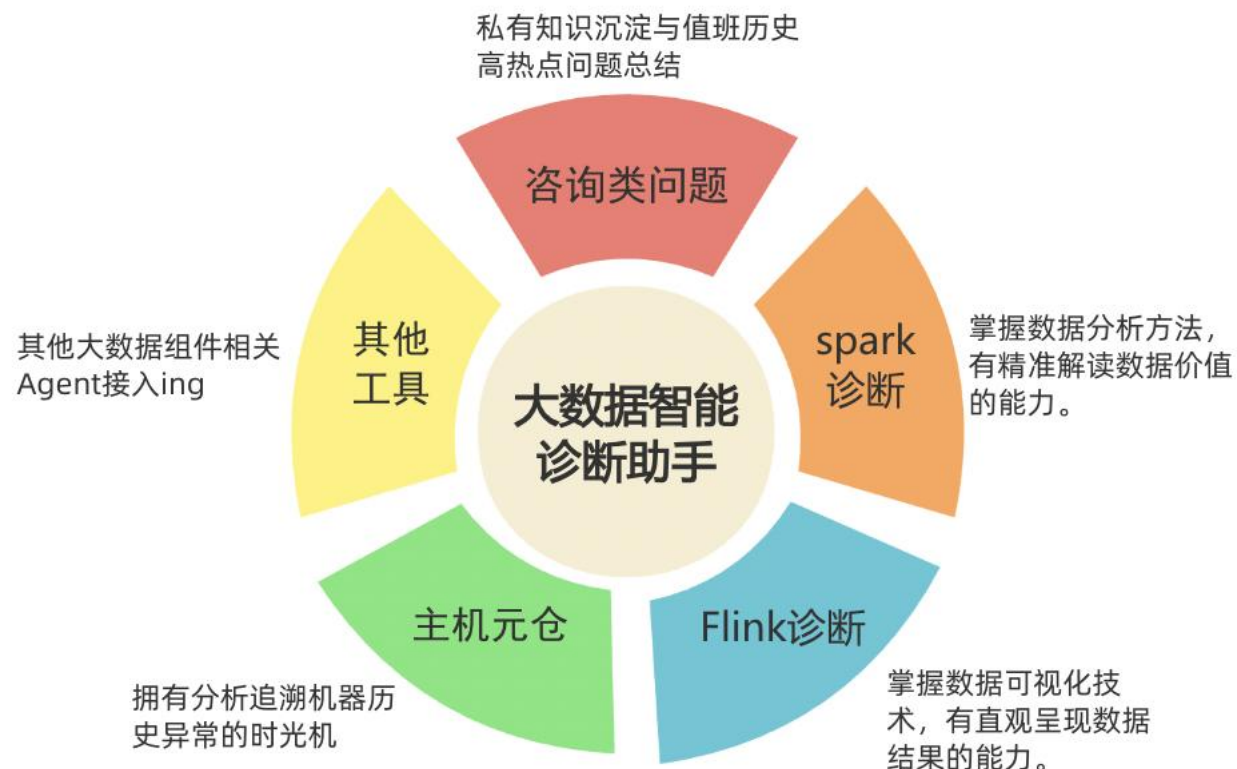 私有知识沉淀与值班历史
高热点问题总结
咨询类问题
其他
工具
其他大数据组件相关
Agent接入ing
spark
诊断
掌握数据分析方法，
有精准解读数据价值
的能力。
大数据智能
诊断助手
主机元仓
拥有分析追溯机器历
史异常的时光机
Flink诊断
掌握数据可视化技
术，有直观呈现数据
结果的能力。